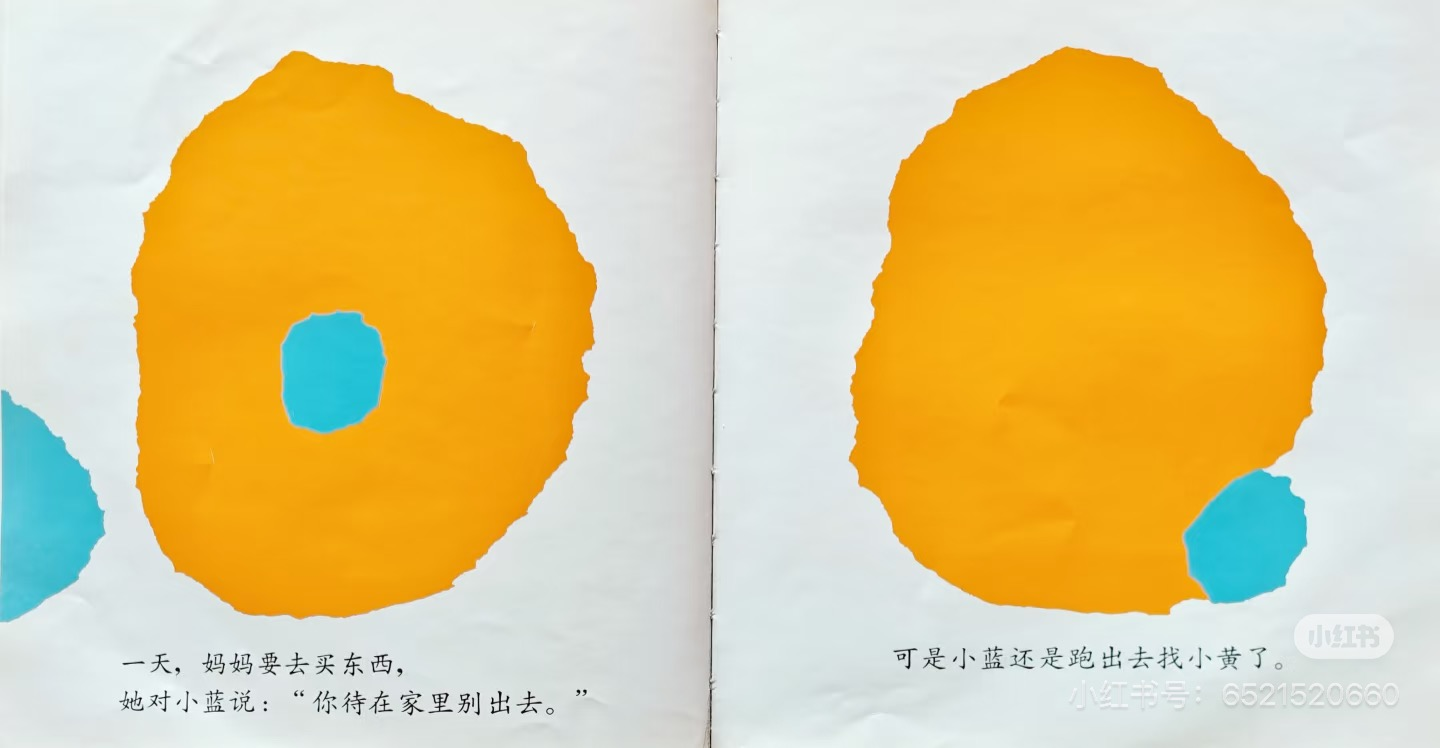 一天，妈妈要去买东西，
她对小蓝说：“你待在家里别出去。”
可是小蓝还是跑出去找小黄了。
小红书
小红书号：6521520660